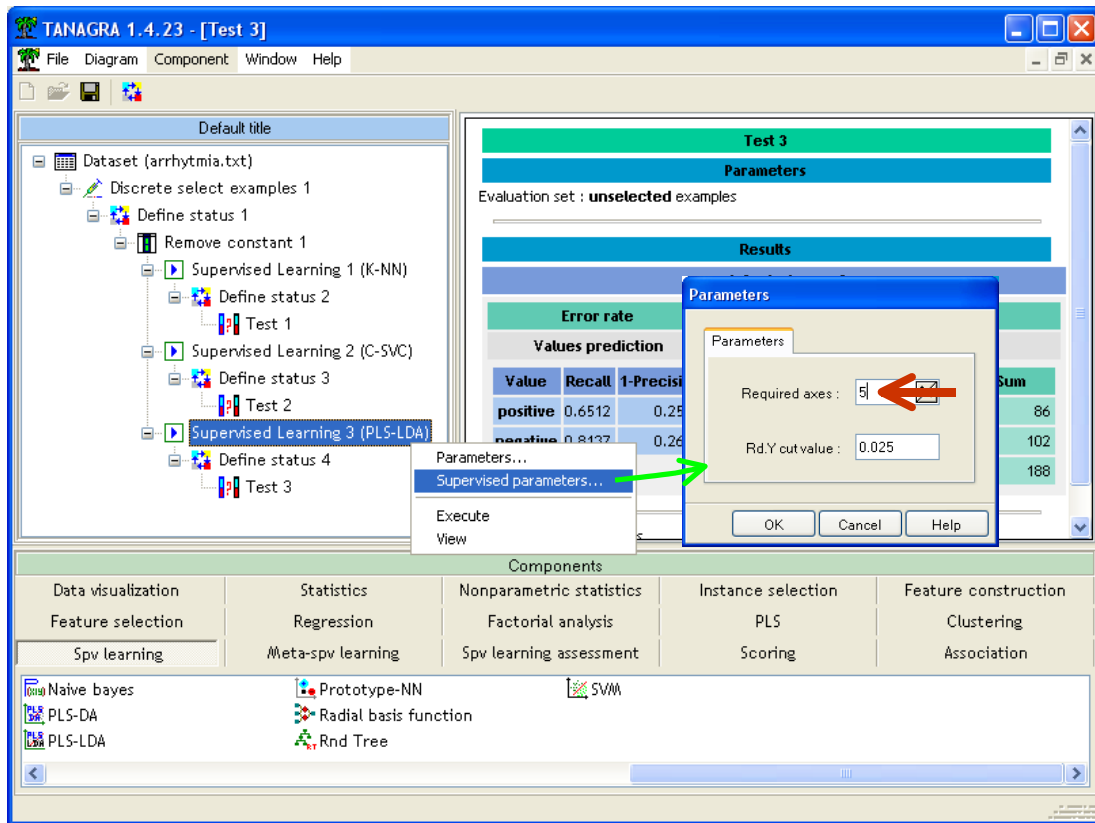 TANAGRA 1.4.23 - [Test 3]
File Diagram Component Window Help
Default title
Dataset (arrhytmia.txt)
Discrete select examples 1
Define status 1
Remove constant 1
Supervised Learning 1 (K-NN)
Define status 2
Test 1
Supervised Learning 2 (C-SVC)
Define status 3
Test 2
Supervised Learning 3 (PLS-LDA)
Define status 4
Test 3
Parameters...
Supervised parameters...
Execute
View
Test 3
Parameters
Evaluation set : unselected examples
Results
Error rate
Values prediction
Value Recall 1-Precisi Sum
positive 0.6512 0.25 86
negative 0.8137 0.26 102
188
Parameters
Parameters
Required axes : 5
Rd.Y cut value : 0.025
OK Cancel Help
Components
Data visualization Statistics Nonparametric statistics Instance selection Feature construction
Feature selection Regression Factorial analysis PLS Clustering
Spv learning Meta-spv learning Spv learning assessment Scoring Association
Naive bayes Prototype-NN SVM
PLS-DA Radial basis function
PLS-LDA Rnd Tree